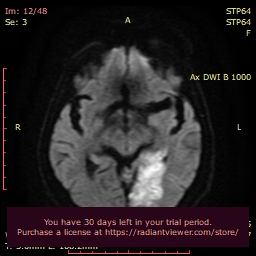 Im: 12/48
Se: 3
STP64
STP64
F
A
Ax DWI B 1000
R
L
You have 30 days left in your trial period.
Purchase a license at https://radiantviewer.com/store/